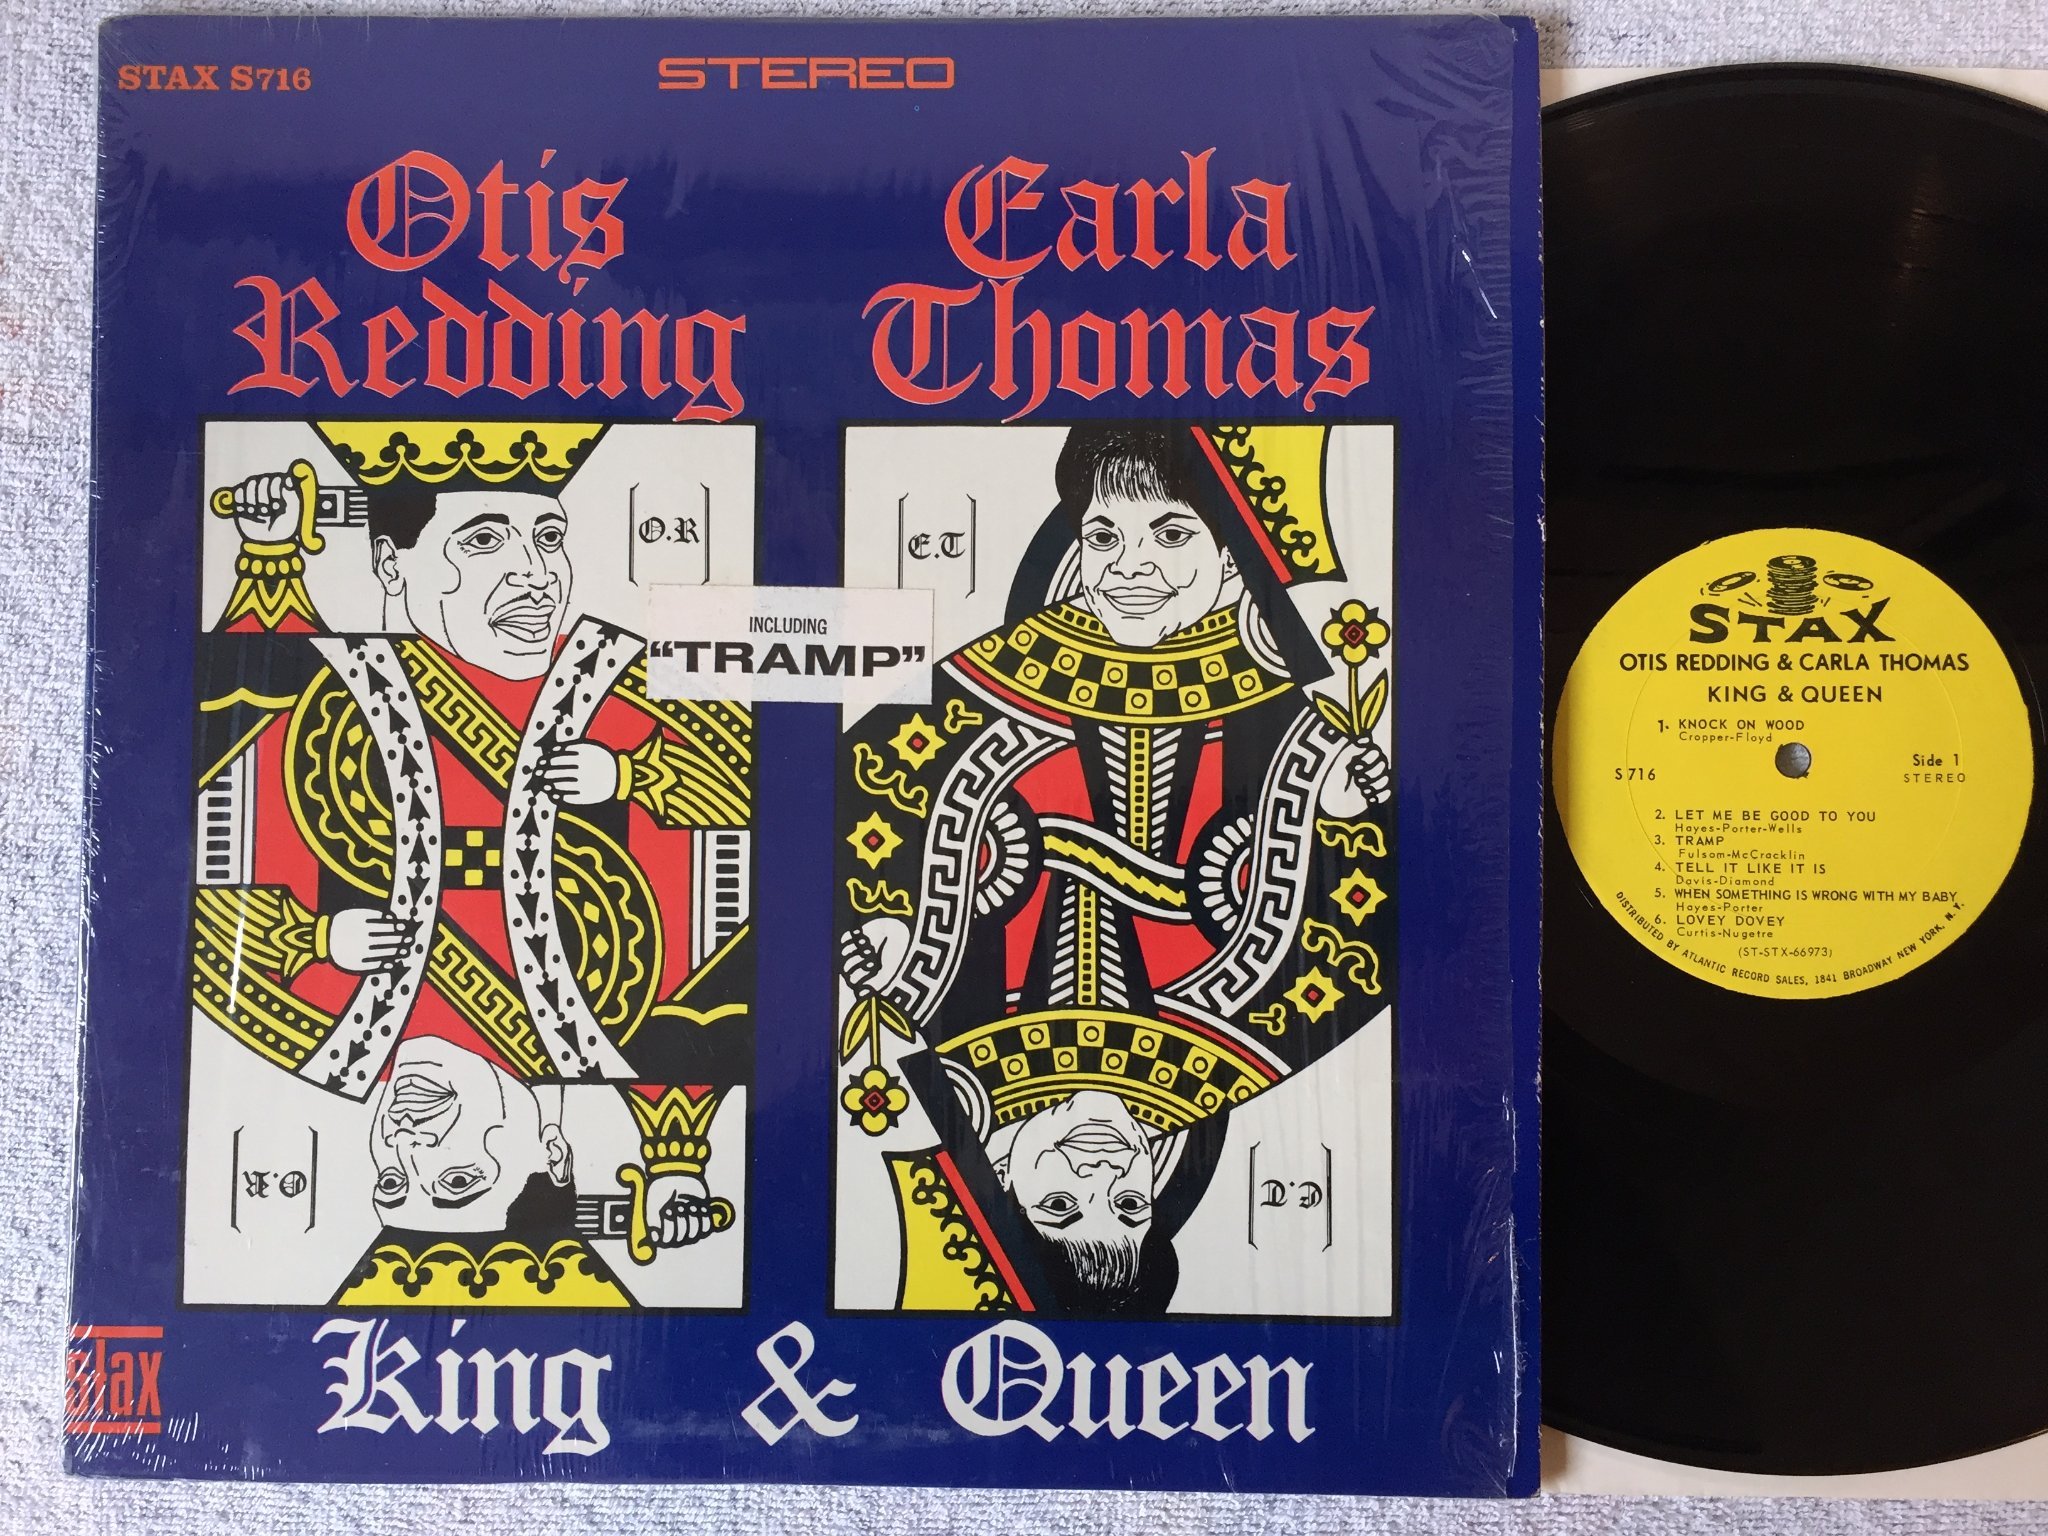 STAX S716
STEREO
Otis
Redding
Carla
Thomas
O.R
C.T
INCLUDING
"TRAMP"
O.R
C.T
stax
King & Queen
STAX
OTIS REDDING & CARLA THOMAS
KING & QUEEN
1. KNOCK ON WOOD
Cropper-Floyd
S 716
Side 1
STEREO
2. LET ME BE GOOD TO YOU
Hayes-Porter-Wells
3. TRAMP
Fulsom-McCracklin
4. TELL IT LIKE IT IS
Davis-Diamond
5. WHEN SOMETHING IS WRONG WITH MY BABY
Hayes-Porter
6. LOVEY DOVEY
Curtis-Nugetre
(ST-STX-66973)
DISTRIBUTED BY ATLANTIC RECORD SALES, 1841 BROADWAY NEW YORK, N.Y.